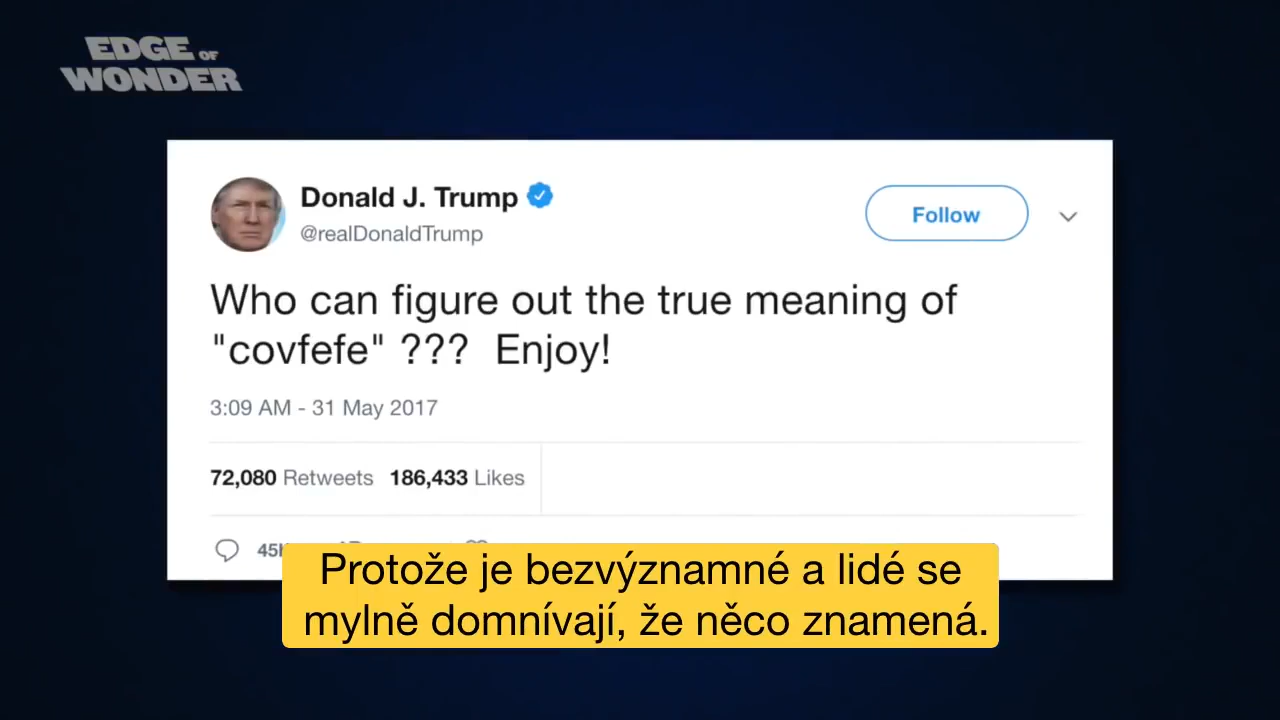 EDGE OF
WONDER
Donald J. Trump
@realDonaldTrump
Follow
Who can figure out the true meaning of
"covfefe" ??? Enjoy!
3:09 AM - 31 May 2017
72,080 Retweets 186,433 Likes
Protože je bezvýznamné a lidé se
mylně domnívají, že něco znamená.